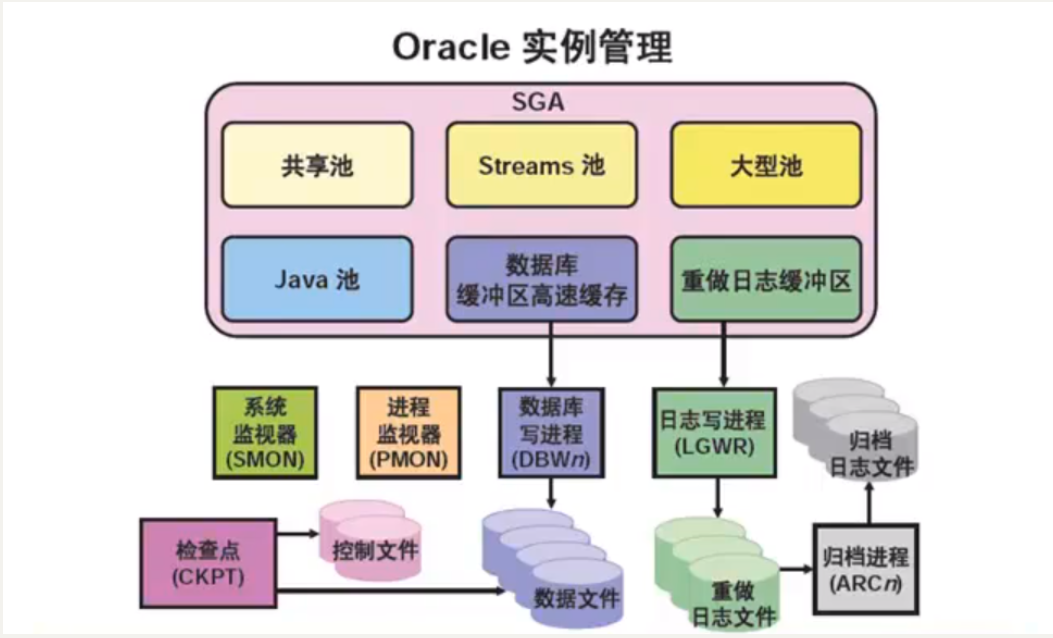 Oracle 实例管理
SGA
共享池
Streams 池
大型池
Java 池
数据库
缓冲区高速缓存
重做日志缓冲区
系统
监视器
(SMON)
进程
监视器
(PMON)
数据库
写进程
(DBWn)
日志写进程
(LGWR)
归档
日志文件
检查点
(CKPT)
控制文件
数据文件
重做
日志文件
归档进程
(ARCn)